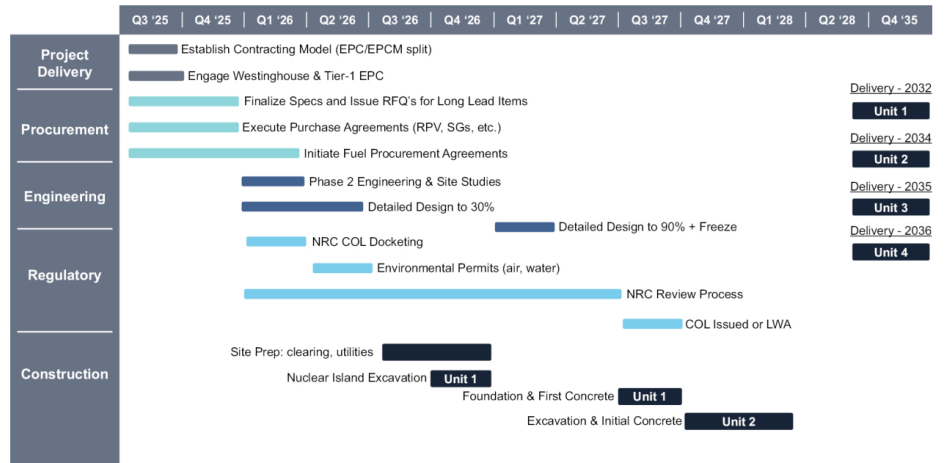 Q3 ‘25 Q4 ‘25 Q1 ‘26 Q2 ‘26 Q3 ‘26 Q4 ‘26 Q1 ‘27 Q2 ‘27 Q3 ‘27 Q4 ‘27 Q1 ‘28 Q2 ‘28 Q4 ‘35
Project
Delivery
Establish Contracting Model (EPC/EPCM split)
Engage Westinghouse & Tier-1 EPC
Procurement
Finalize Specs and Issue RFQ’s for Long Lead Items
Execute Purchase Agreements (RPV, SGs, etc.)
Initiate Fuel Procurement Agreements
Delivery - 2032
Unit 1
Delivery - 2034
Unit 2
Engineering
Phase 2 Engineering & Site Studies
Detailed Design to 30%
Detailed Design to 90% + Freeze
Delivery - 2035
Unit 3
Delivery - 2036
Unit 4
Regulatory
NRC COL Docketing
Environmental Permits (air, water)
NRC Review Process
COL Issued or LWA
Construction
Site Prep: clearing, utilities
Nuclear Island Excavation Unit 1
Foundation & First Concrete Unit 1
Excavation & Initial Concrete Unit 2